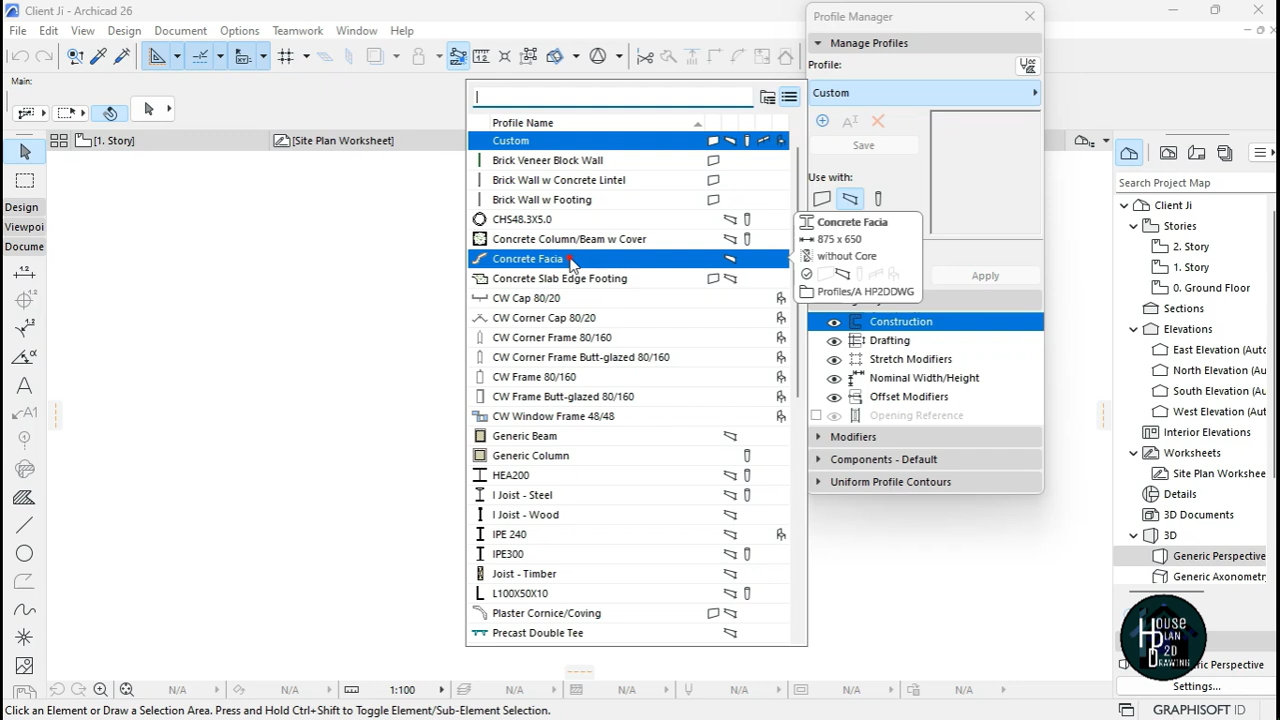 Client Ji - Archicad 26
File Edit View Design Document Options Teamwork Window Help
Main:
[1. Story]
[Site Plan Worksheet]
Design
Viewpoi
Docume
Profile Name
Custom
Brick Veneer Block Wall
Brick Wall w Concrete Lintel
Brick Wall w Footing
CHS48.3X5.0
Concrete Column/Beam w Cover
Concrete Facia
Concrete Slab Edge Footing
CW Cap 80/20
CW Corner Cap 80/20
CW Corner Frame 80/160
CW Corner Frame Butt-glazed 80/160
CW Frame 80/160
CW Frame Butt-glazed 80/160
CW Window Frame 48/48
Generic Beam
Generic Column
HEA200
I Joist - Steel
I Joist - Wood
IPE 240
IPE300
Joist - Timber
L100X50X10
Plaster Cornice/Coving
Precast Double Tee
Profile Manager
Manage Profiles
Profile:
Custom
Save
Use with:
Concrete Facia
875 x 650
without Core
Profiles/A HP2DDWG
Apply
Construction
Drafting
Stretch Modifiers
Nominal Width/Height
Offset Modifiers
Opening Reference
Modifiers
Components - Default
Uniform Profile Contours
Search Project Map
Client Ji
Stories
2. Story
1. Story
0. Ground Floor
Sections
Elevations
East Elevation (Auto
North Elevation (Au
South Elevation (Au
West Elevation (Aut
Interior Elevations
Worksheets
Site Plan Workshee
Details
3D Documents
3D
Generic Perspective
Generic Axonometr
HOUSE
PLAN
2D
DRAWING
ric Perspective
Settings...
N/A N/A 1:100 N/A N/A N/A N/A N/A
Click an Element or Draw a Selection Area. Press and Hold Ctrl+Shift to Toggle Element/Sub-Element Selection.
GRAPHISOFT ID